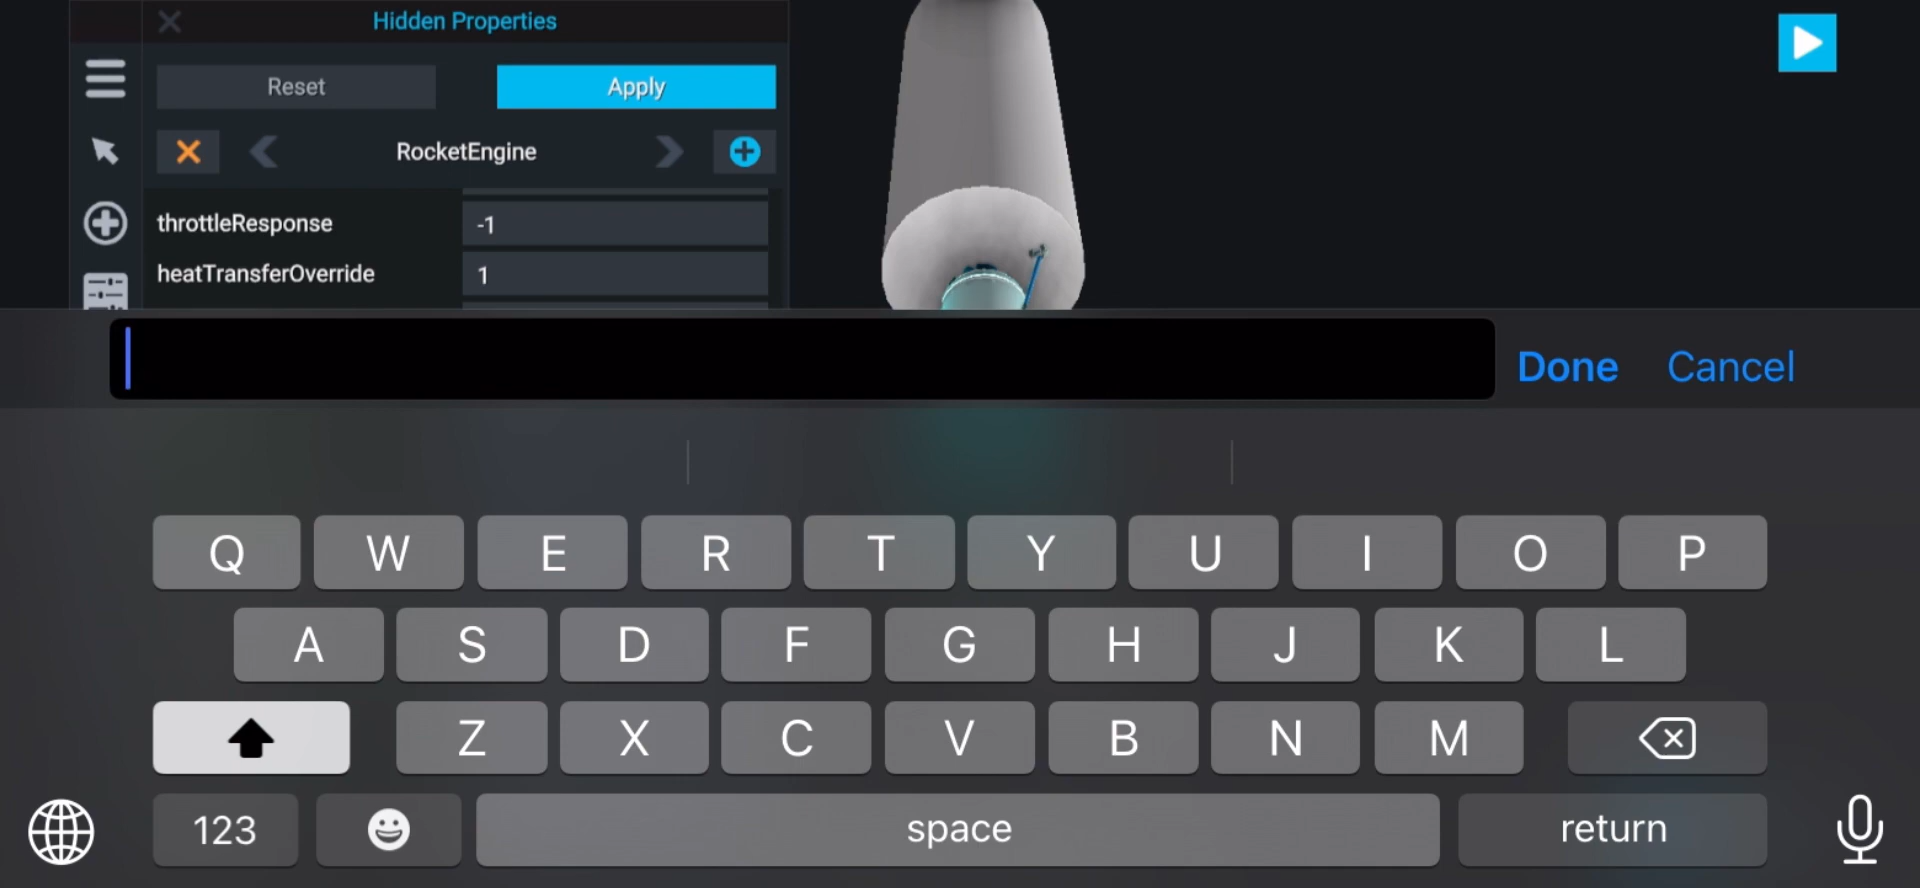 Hidden Properties
Reset Apply
RocketEngine
throttleResponse -1
heatTransferOverride 1
Done Cancel
Q W E R T Y U I O P
A S D F G H J K L
Z X C V B N M
123 space return